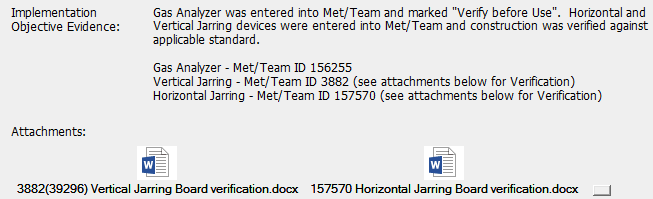 Implementation Gas Analyzer was entered into Met/Team and marked "Verify before Use".  Horizontal and
Objective Evidence: Vertical Jarring devices were entered into Met/Team and construction was verified against
applicable standard.
Gas Analyzer - Met/Team ID 156255
Vertical Jarring - Met/Team ID 3882 (see attachments below for Verification)
Horizontal Jarring - Met/Team ID 157570 (see attachments below for Verification)
Attachments:
3882(39296) Vertical Jarring Board verification.docx 157570 Horizontal Jarring Board verification.docx